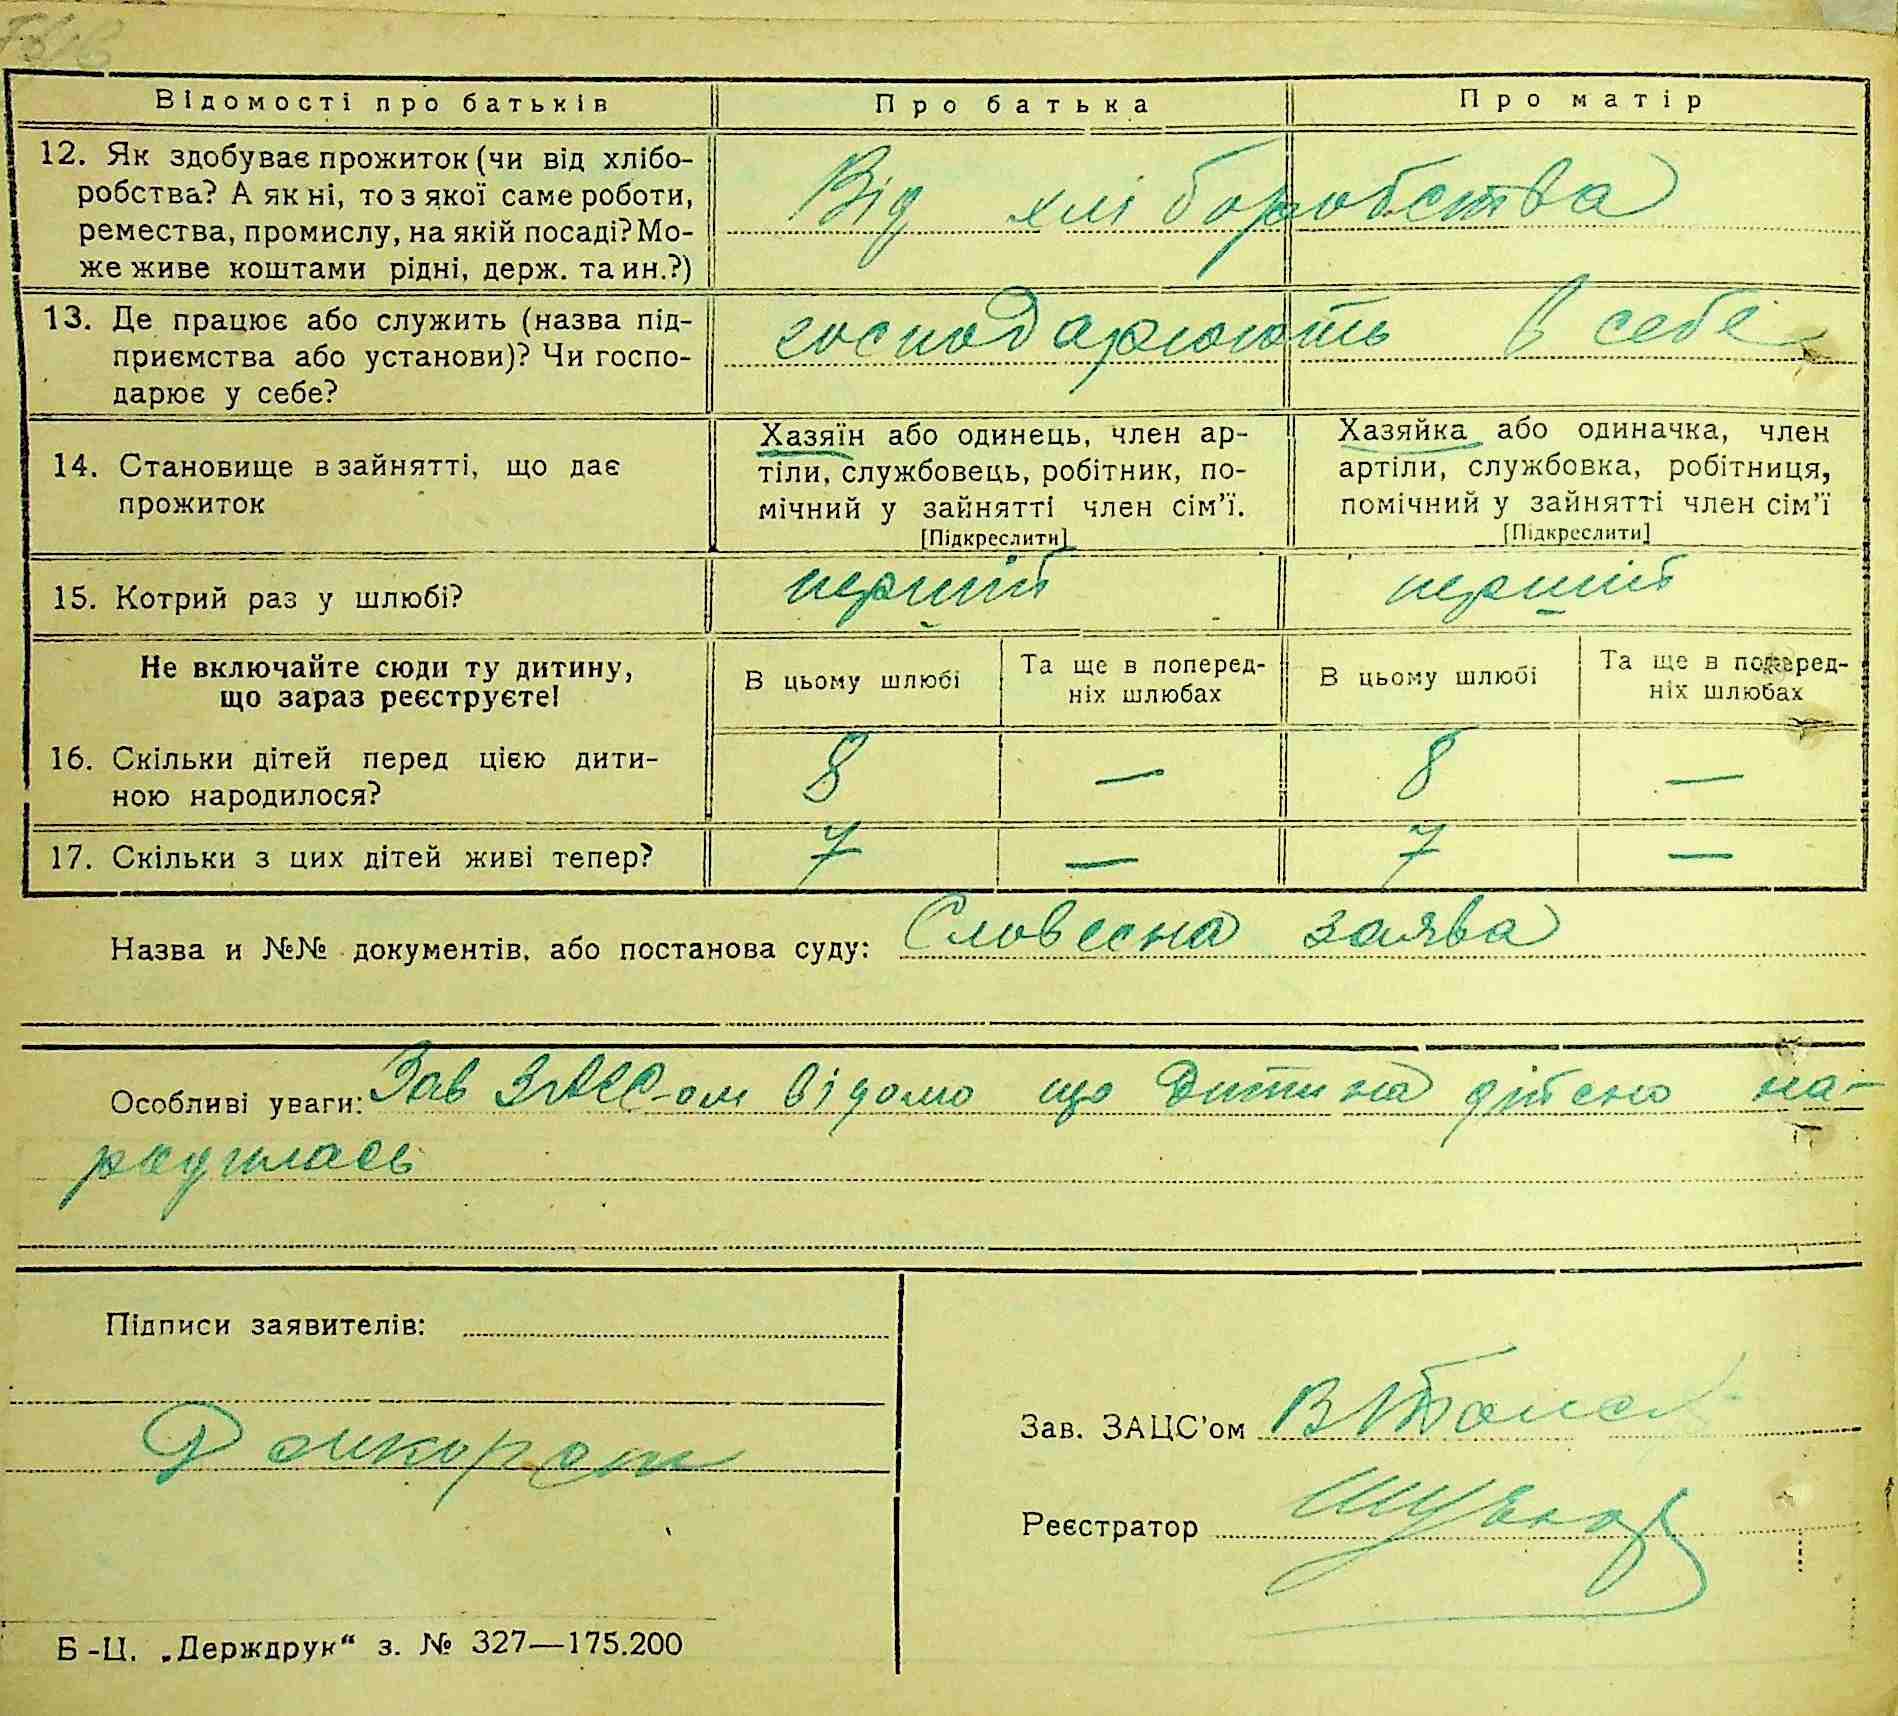 Відомості про батьків Про батька Про матір
12. Як здобуває прожиток (чи від хлібо-
робства? А як ні, то з якої саме роботи,
ремества, промислу, на якій посаді? Мо-
же живе коштами рідні, держ. та ин.?)
Від хліборобства
13. Де працює або служить (назва під-
приємства або установи)? Чи госпо-
дарює у себе?
господарюють в себе
14. Становище в зайнятті, що дає
прожиток
Хазяїн або одинець, член ар-
тіли, службовець, робітник, по-
мічний у зайнятті член сім'ї.
[Підкреслити]
Хазяйка або одиначка, член
артіли, службовка, робітниця,
помічний у зайнятті член сім'ї
[Підкреслити]
15. Котрий раз у шлюбі? перший перший
Не включайте сюди ту дитину,
що зараз реєструєте!
В цьому шлюбі
Та ще в поперед-
ніх шлюбах
В цьому шлюбі
Та ще в поперед-
ніх шлюбах
16. Скільки дітей перед цією дити-
ною народилося?
8 — 8 —
17. Скільки з цих дітей живі тепер? 7 — 7 —
Назва и №№ документів, або постанова суду: Словесна заява
Особливі уваги: Зав ЗАЦС-ом відомо що дитина дійсно на-
родилась
Підписи заявителів:
Зав. ЗАЦС'ом
Реєстратор
Б-Ц. „Держдрук“ з. № 327—175.200